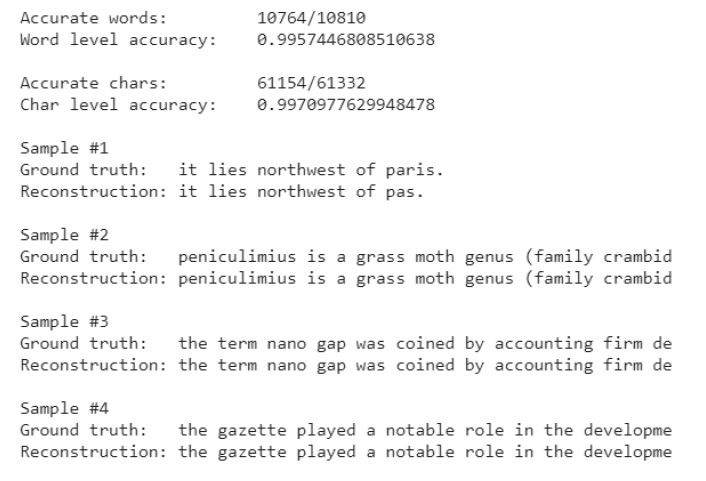 Accurate words: 10764/10810
Word level accuracy: 0.9957446808510638
Accurate chars: 61154/61332
Char level accuracy: 0.9970977629948478
Sample #1
Ground truth: it lies northwest of paris.
Reconstruction: it lies northwest of pas.
Sample #2
Ground truth: peniculimius is a grass moth genus (family crambid
Reconstruction: peniculimius is a grass moth genus (family crambid
Sample #3
Ground truth: the term nano gap was coined by accounting firm de
Reconstruction: the term nano gap was coined by accounting firm de
Sample #4
Ground truth: the gazette played a notable role in the developme
Reconstruction: the gazette played a notable role in the developme